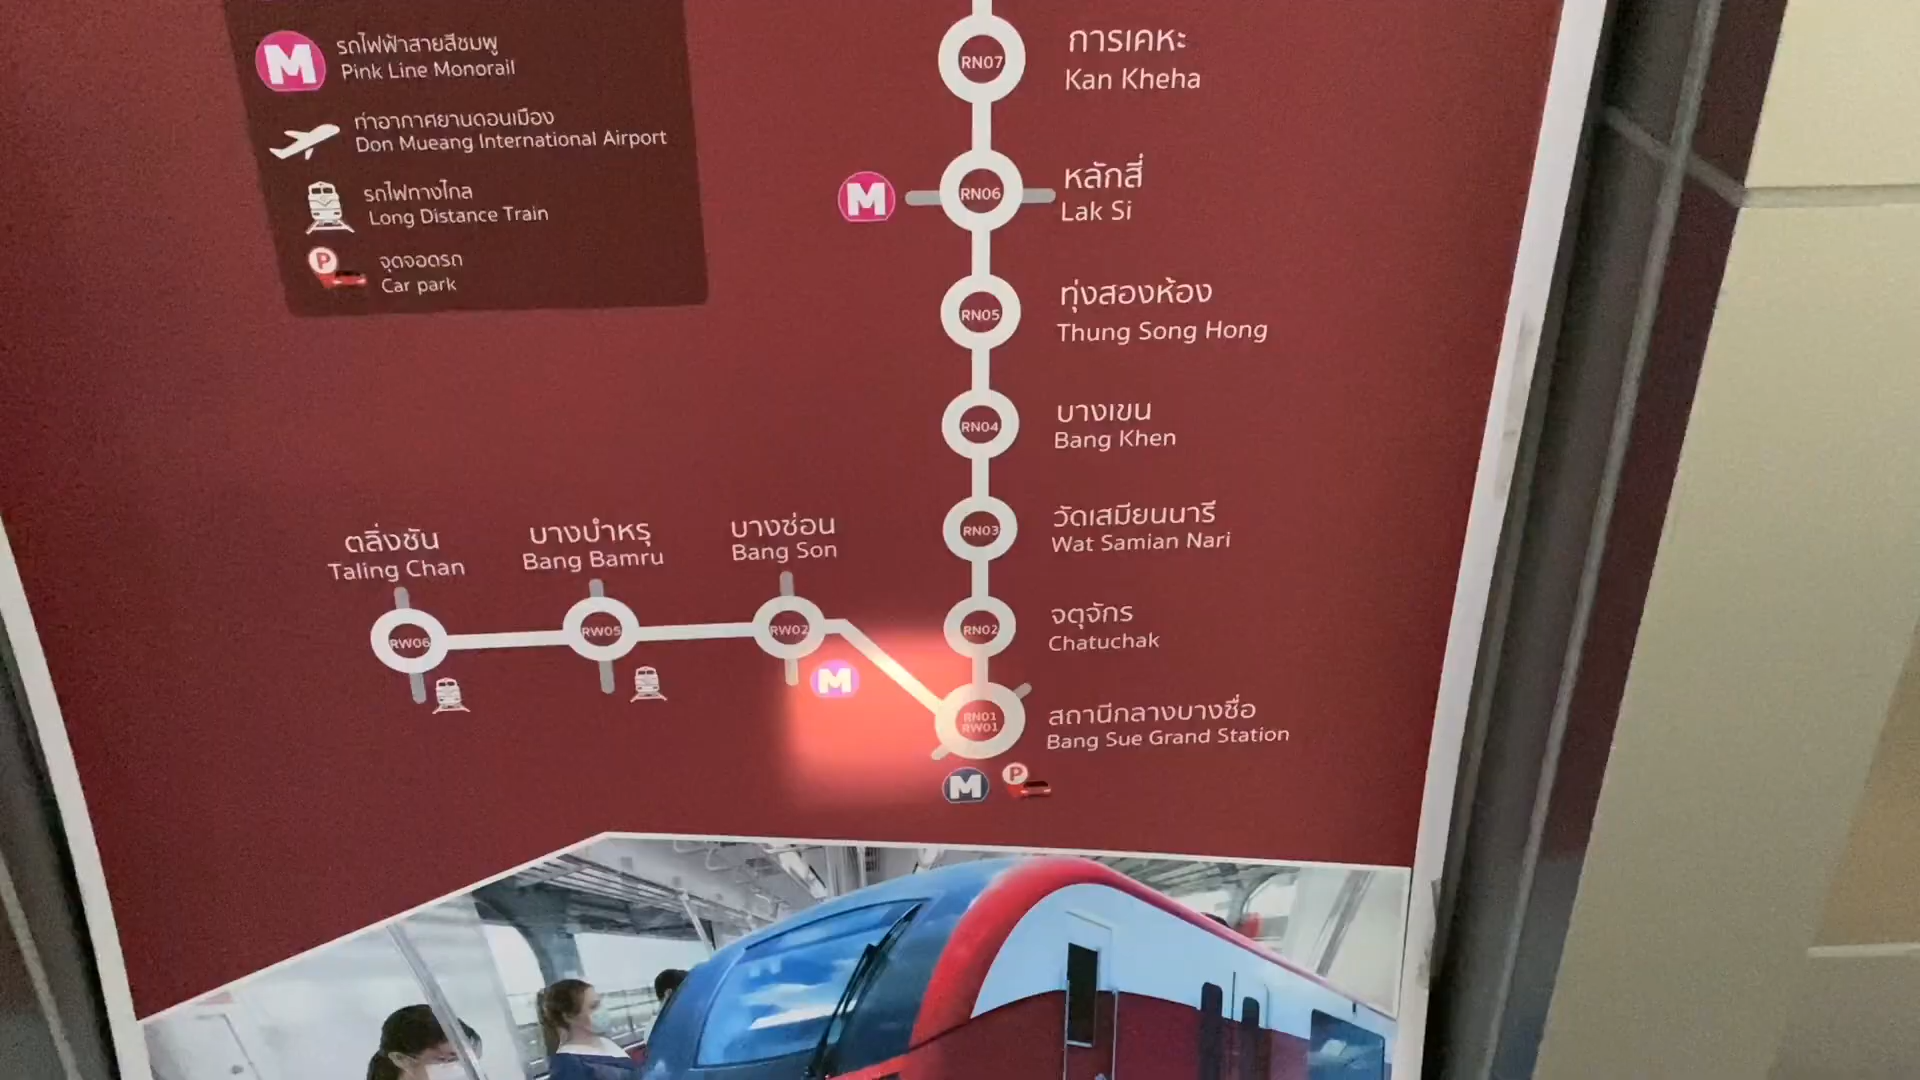 M
รถไฟฟ้าสายสีชมพู
Pink Line Monorail
ท่าอากาศยานดอนเมือง
Don Mueang International Airport
รถไฟทางไกล
Long Distance Train
P
จุดจอดรถ
Car park
RN07
การเคหะ
Kan Kheha
M
RN06
หลักสี่
Lak Si
RN05
ทุ่งสองห้อง
Thung Song Hong
RN04
บางเขน
Bang Khen
RN03
วัดเสมียนนารี
Wat Samian Nari
ตลิ่งชัน
Taling Chan
RW06
บางบำหรุ
Bang Bamru
RW05
บางซ่อน
Bang Son
RW02
M
RN02
จตุจักร
Chatuchak
RN01
RW01
สถานีกลางบางซื่อ
Bang Sue Grand Station
M
P